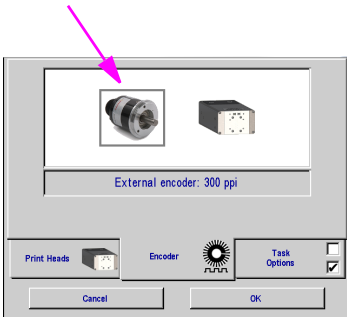 External encoder: 300 ppi
Print Heads
Encoder
Task
Options
Cancel
OK